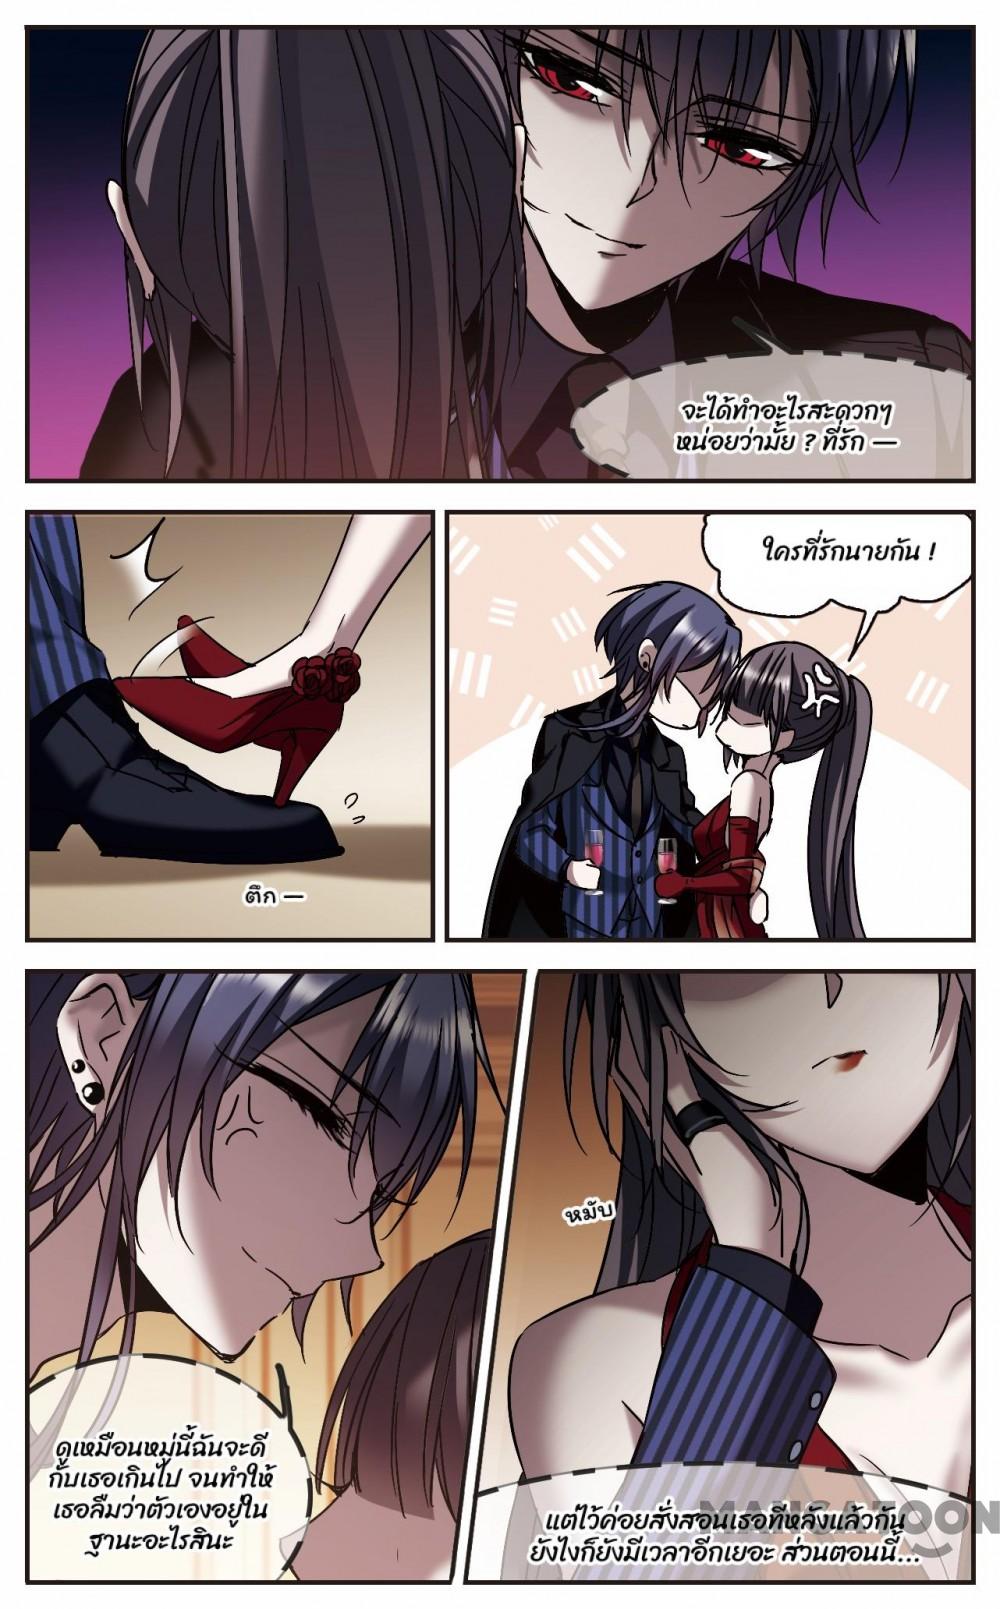 จะได้ทำอะไรสะดวกๆ
หน่อยว่ามั้ย ? ที่รัก —
ตึก —
ใครที่รักนายกัน !
ดูเหมือนหมู่นี้ฉันจะดี
กับเธอเกินไป จนทำให้
เธอลืมว่าตัวเองอยู่ใน
ฐานะอะไรสินะ
หมับ
แต่ไว้ค่อยสั่งสอนเธอทีหลังแล้วกัน
ยังไงก็ยังมีเวลาอีกเยอะ ส่วนตอนนี้...
MANGATOON